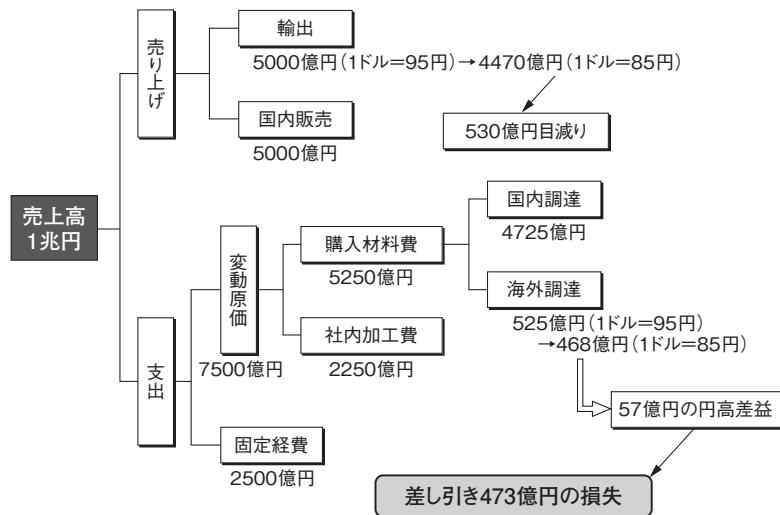 売上高
1兆円
売り上げ
輸出
5000億円（1ドル＝95円）→4470億円（1ドル＝85円）
530億円目減り
国内販売
5000億円
支出
変動原価
7500億円
購入材料費
5250億円
国内調達
4725億円
海外調達
525億円（1ドル＝95円）
→468億円（1ドル＝85円）
57億円の円高差益
社内加工費
2250億円
固定経費
2500億円
差し引き473億円の損失